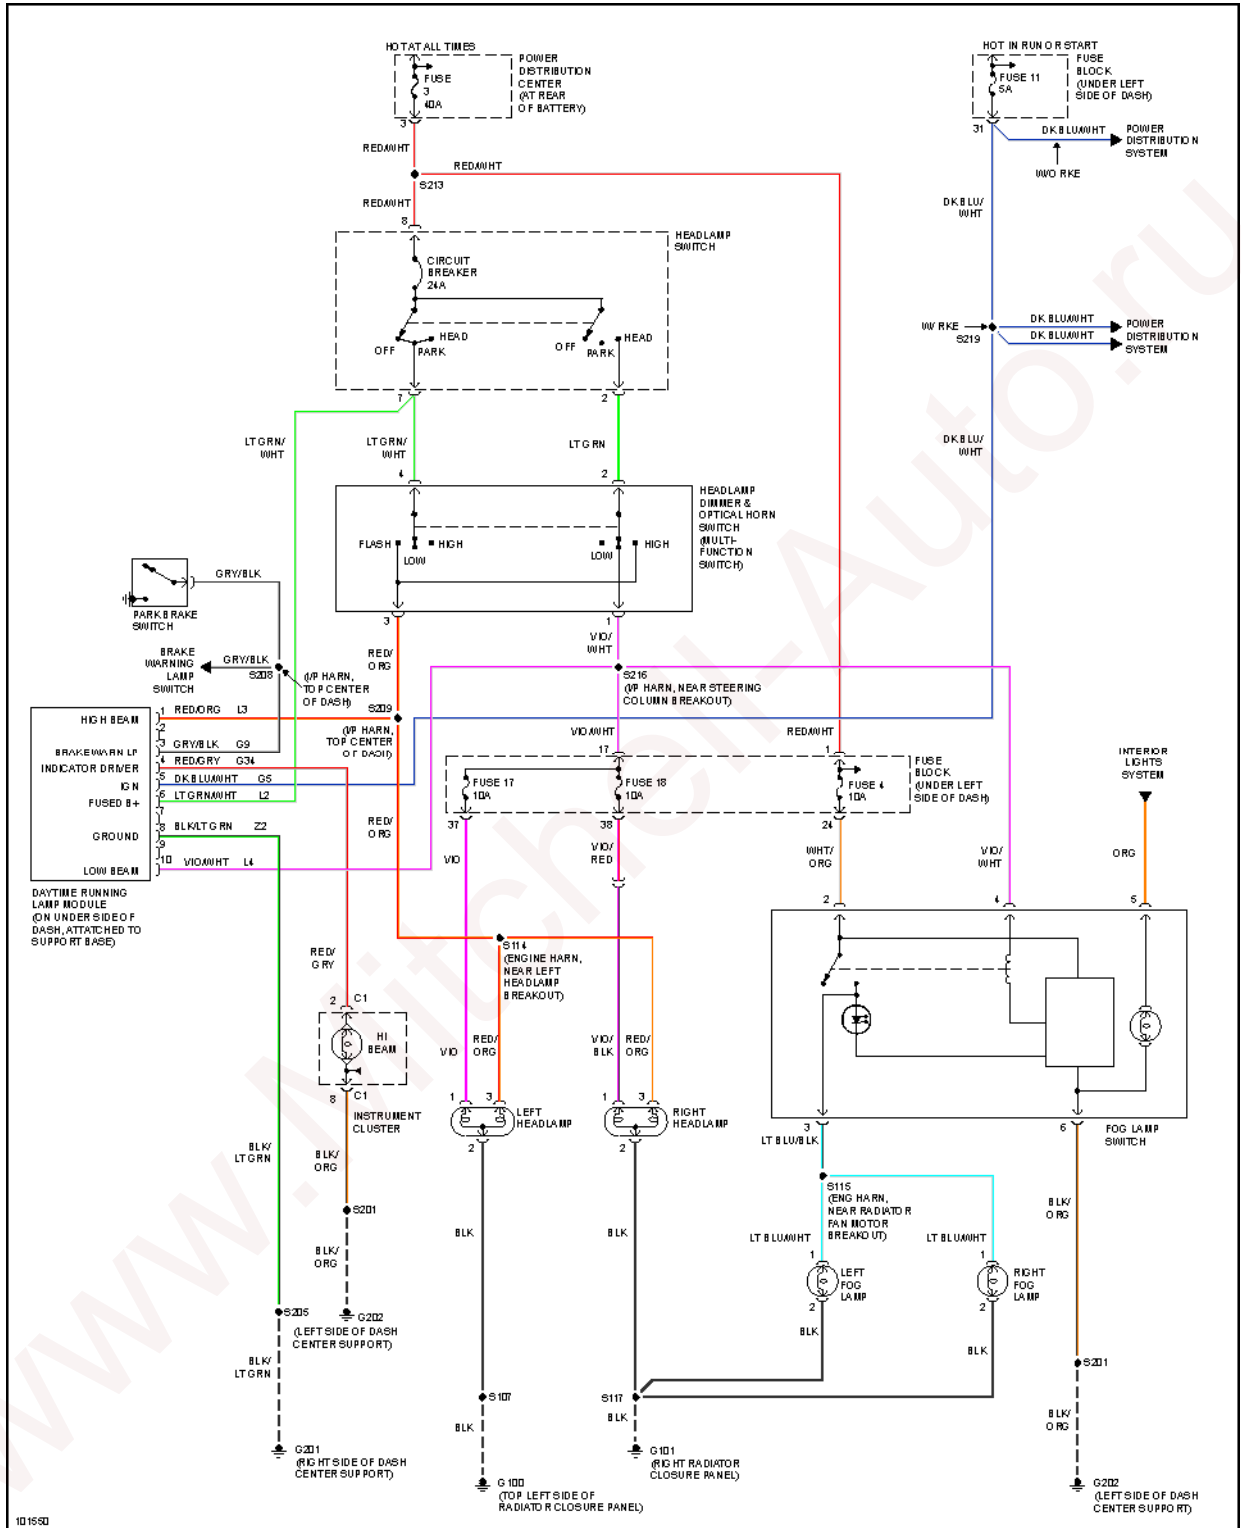 HOT AT ALL TIMES
FUSE
3
40A
POWER
DISTRIBUTION
CENTER
(AT REAR
OF BATTERY)
3
HOT IN RUN OR START
FUSE 11
5A
FUSE
BLOCK
(UNDER LEFT
SIDE OF DASH)
31
DK BLU/WHT
POWER
DISTRIBUTION
SYSTEM
W/O RKE
RED/WHT
RED/WHT
S213
RED/WHT
8
DK BLU/
WHT
HEADLAMP
SWITCH
CIRCUIT
BREAKER
24A
OFF
PARK
HEAD
OFF
PARK
HEAD
7
2
W/ RKE
S219
DK BLU/WHT
DK BLU/WHT
POWER
DISTRIBUTION
SYSTEM
LT GRN/
WHT
LT GRN/
WHT
LT GRN
DK BLU/
WHT
4
2
HEADLAMP
DIMMER &
OPTICAL HORN
SWITCH
(MULTI-
FUNCTION
SWITCH)
FLASH
LOW
HIGH
LOW
HIGH
3
1
GRY/BLK
PARK BRAKE
SWITCH
BRAKE
WARNING
LAMP
SWITCH
GRY/BLK
S208
(I/P HARN,
TOP CENTER
OF DASH)
RED/
ORG
VIO/
WHT
S216
(I/P HARN, NEAR STEERING
COLUMN BREAKOUT)
S209
(I/P HARN,
TOP CENTER
OF DASH)
HIGH BEAM
BRAKE WARN LP
INDICATOR DRIVER
IGN
FUSED B+
GROUND
LOW BEAM
1 RED/ORG L3
2
3 GRY/BLK G9
4 RED/GRY G34
5 DK BLU/WHT G5
6 LT GRN/WHT L2
7
8 BLK/LT GRN Z2
9
10 VIO/WHT L4
DAYTIME RUNNING
LAMP MODULE
(ON UNDER SIDE OF
DASH, ATTATCHED TO
SUPPORT BASE)
VIO/WHT
17
RED/WHT
1
FUSE 17
10A
FUSE 18
10A
FUSE 4
10A
FUSE
BLOCK
(UNDER LEFT
SIDE OF DASH)
37
38
24
INTERIOR
LIGHTS
SYSTEM
RED/
ORG
VIO
VIO/
RED
WHT/
ORG
VIO/
WHT
ORG
2
4
5
S114
(ENGINE HARN,
NEAR LEFT
HEADLAMP
BREAKOUT)
RED/
GRY
2 C1
HI
BEAM
8 C1
INSTRUMENT
CLUSTER
VIO
RED/
ORG
VIO/
BLK
RED/
ORG
1
3
LEFT
HEADLAMP
2
1
3
RIGHT
HEADLAMP
2
3
6
FOG LAMP
SWITCH
BLK/
LT GRN
BLK/
ORG
LT BLU/BLK
S115
(ENG HARN,
NEAR RADIATOR
FAN MOTOR
BREAKOUT)
BLK/
ORG
S201
BLK/
ORG
BLK
BLK
LT BLU/WHT
LT BLU/WHT
1
LEFT
FOG
LAMP
2
1
RIGHT
FOG
LAMP
2
S205
G202
(LEFT SIDE OF DASH
CENTER SUPPORT)
BLK
BLK
BLK/
LT GRN
S107
S117
S201
BLK
BLK
BLK/
ORG
G201
(RIGHT SIDE OF DASH
CENTER SUPPORT)
G100
(TOP LEFT SIDE OF
RADIATOR CLOSURE PANEL)
G101
(RIGHT RADIATOR
CLOSURE PANEL)
G202
(LEFT SIDE OF DASH
CENTER SUPPORT)
101550
www.Mitchell-Auto.ru